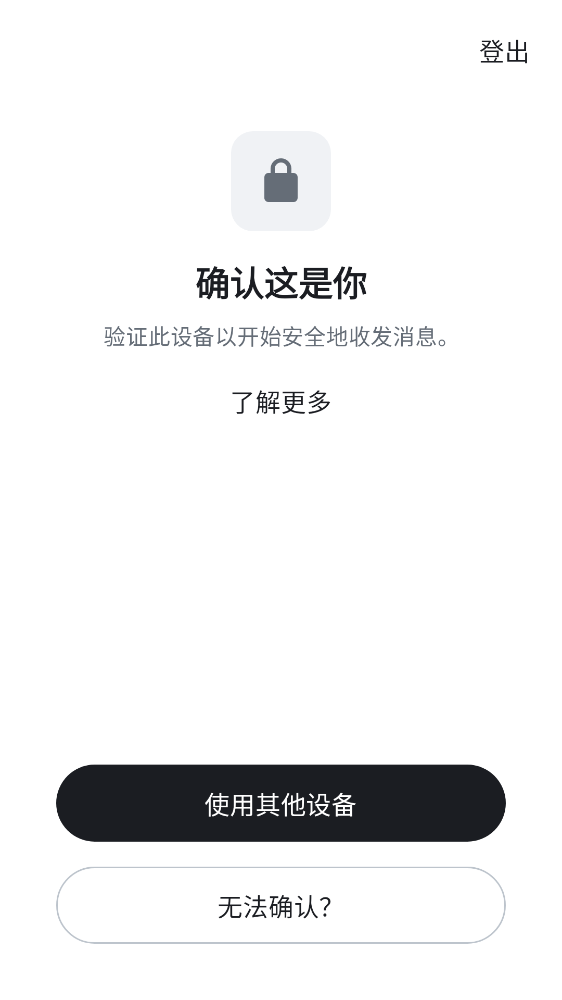 登出
确认这是你
验证此设备以开始安全地收发消息。
了解更多
使用其他设备
无法确认？